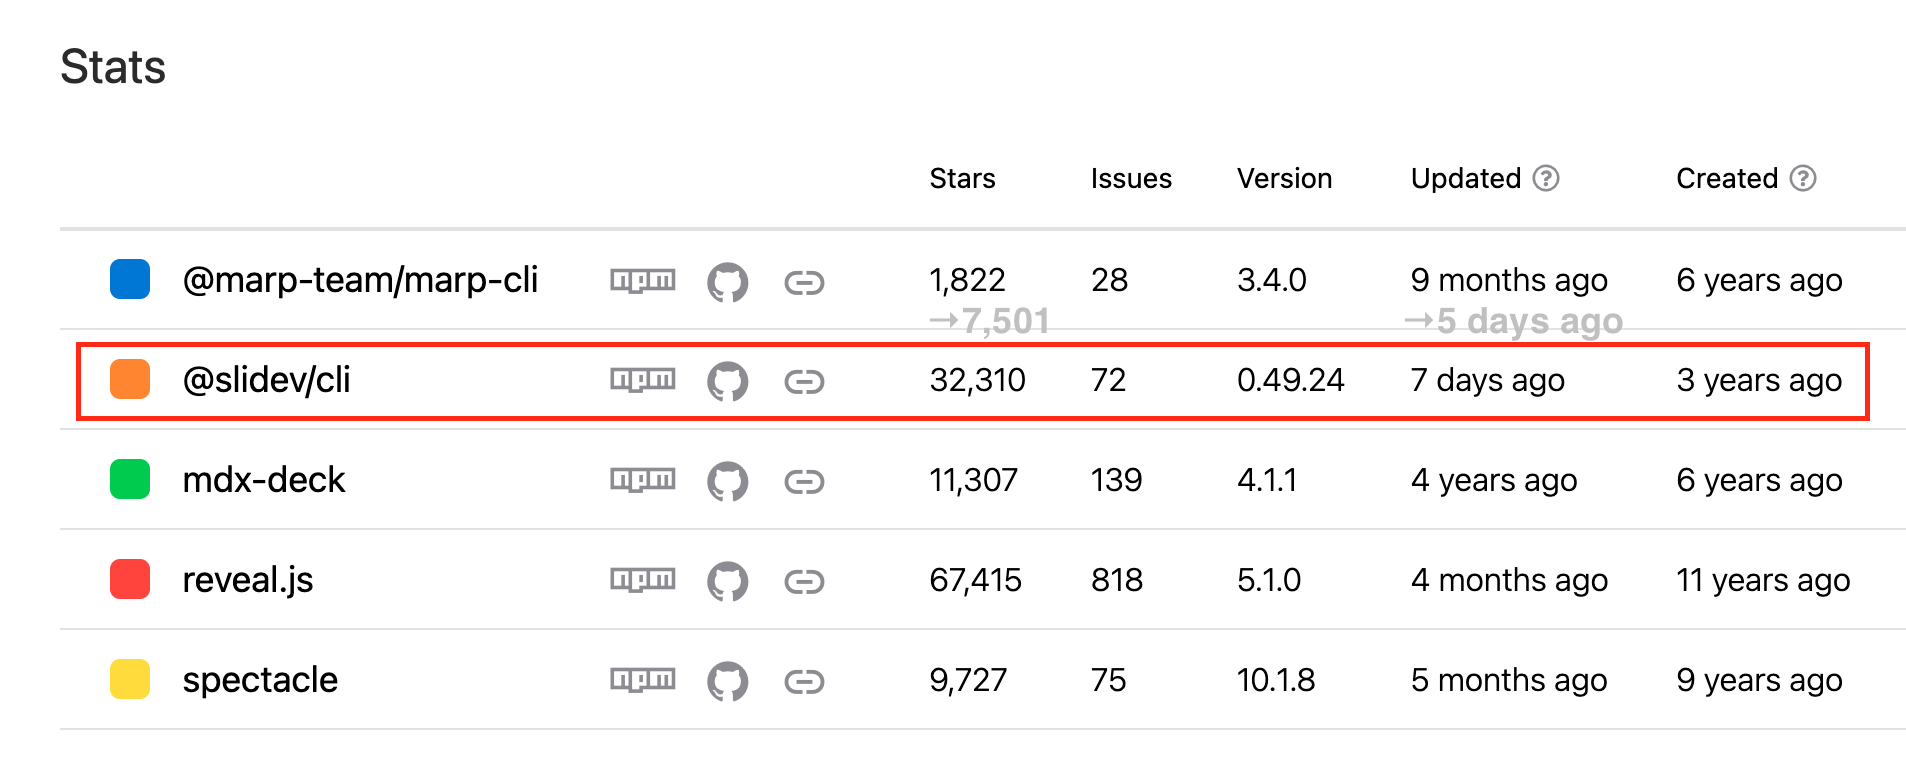 Stats
Stars Issues Version Updated ? Created ?
@marp-team/marp-cli npm 1,822 28 3.4.0 9 months ago 6 years ago
→7,501 →5 days ago
@slidev/cli npm 32,310 72 0.49.24 7 days ago 3 years ago
mdx-deck npm 11,307 139 4.1.1 4 years ago 6 years ago
reveal.js npm 67,415 818 5.1.0 4 months ago 11 years ago
spectacle npm 9,727 75 10.1.8 5 months ago 9 years ago